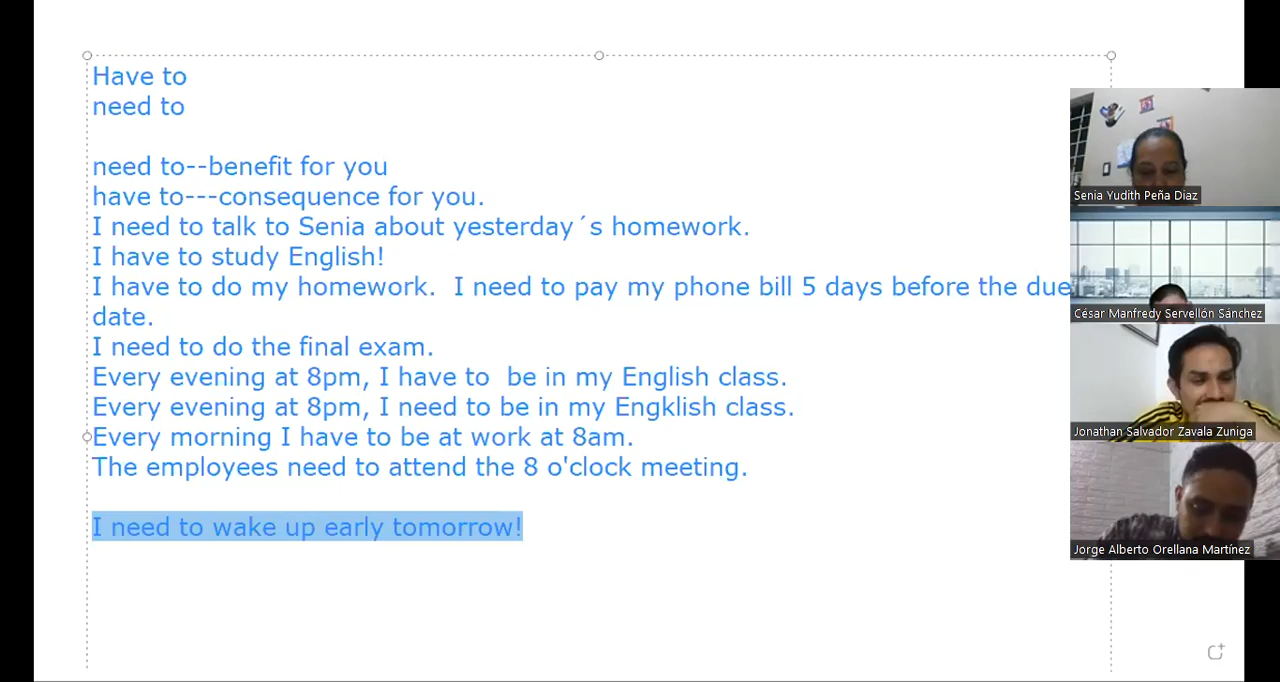 Have to
need to
need to--benefit for you
have to---consequence for you.
I need to talk to Senia about yesterday´s homework.
I have to study English!
I have to do my homework.  I need to pay my phone bill 5 days before the due
date.
I need to do the final exam.
Every evening at 8pm, I have to  be in my English class.
Every evening at 8pm, I need to be in my Engklish class.
Every morning I have to be at work at 8am.
The employees need to attend the 8 o'clock meeting.
I need to wake up early tomorrow!
Senia Yudith Peña Diaz
César Manfredy Servellón Sánchez
Jonathan Salvador Zavala Zuniga
Jorge Alberto Orellana Martínez